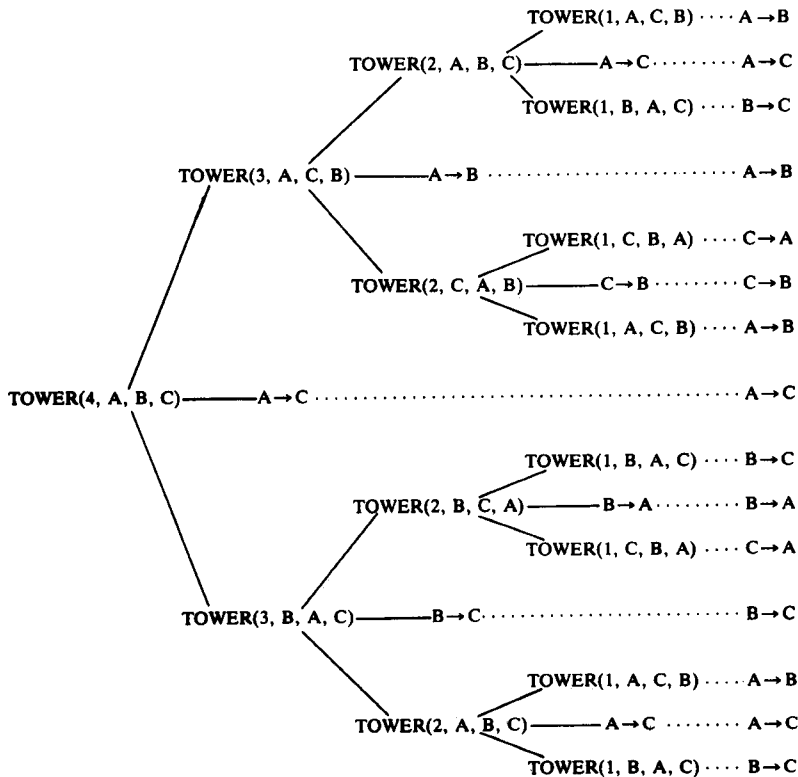 TOWER(1, A, C, B) ···· A→B
TOWER(2, A, B, C) A→C ········· A→C
TOWER(1, B, A, C) ···· B→C
TOWER(3, A, C, B) A→B ······························ A→B
TOWER(1, C, B, A) ···· C→A
TOWER(2, C, A, B) C→B ········· C→B
TOWER(1, A, C, B) ···· A→B
TOWER(4, A, B, C) A→C ·················································· A→C
TOWER(1, B, A, C) ···· B→C
TOWER(2, B, C, A) B→A ········· B→A
TOWER(1, C, B, A) ···· C→A
TOWER(3, B, A, C) B→C ······························ B→C
TOWER(1, A, C, B) ···· A→B
TOWER(2, A, B, C) A→C ········ A→C
TOWER(1, B, A, C) ···· B→C